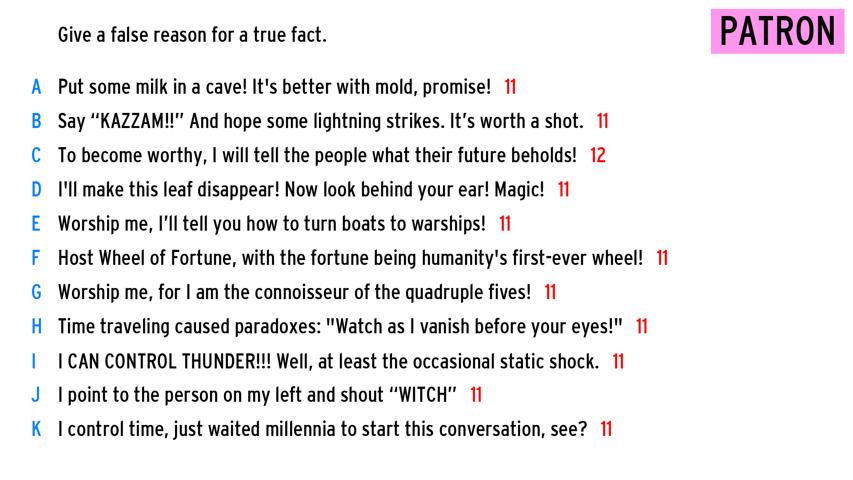 Give a false reason for a true fact.
PATRON
A Put some milk in a cave! It's better with mold, promise! 11
B Say “KAZZAM!!” And hope some lightning strikes. It’s worth a shot. 11
C To become worthy, I will tell the people what their future beholds! 12
D I'll make this leaf disappear! Now look behind your ear! Magic! 11
E Worship me, I’ll tell you how to turn boats to warships! 11
F Host Wheel of Fortune, with the fortune being humanity's first-ever wheel! 11
G Worship me, for I am the connoisseur of the quadruple fives! 11
H Time traveling caused paradoxes: "Watch as I vanish before your eyes!" 11
I I CAN CONTROL THUNDER!!! Well, at least the occasional static shock. 11
J I point to the person on my left and shout “WITCH” 11
K I control time, just waited millennia to start this conversation, see? 11